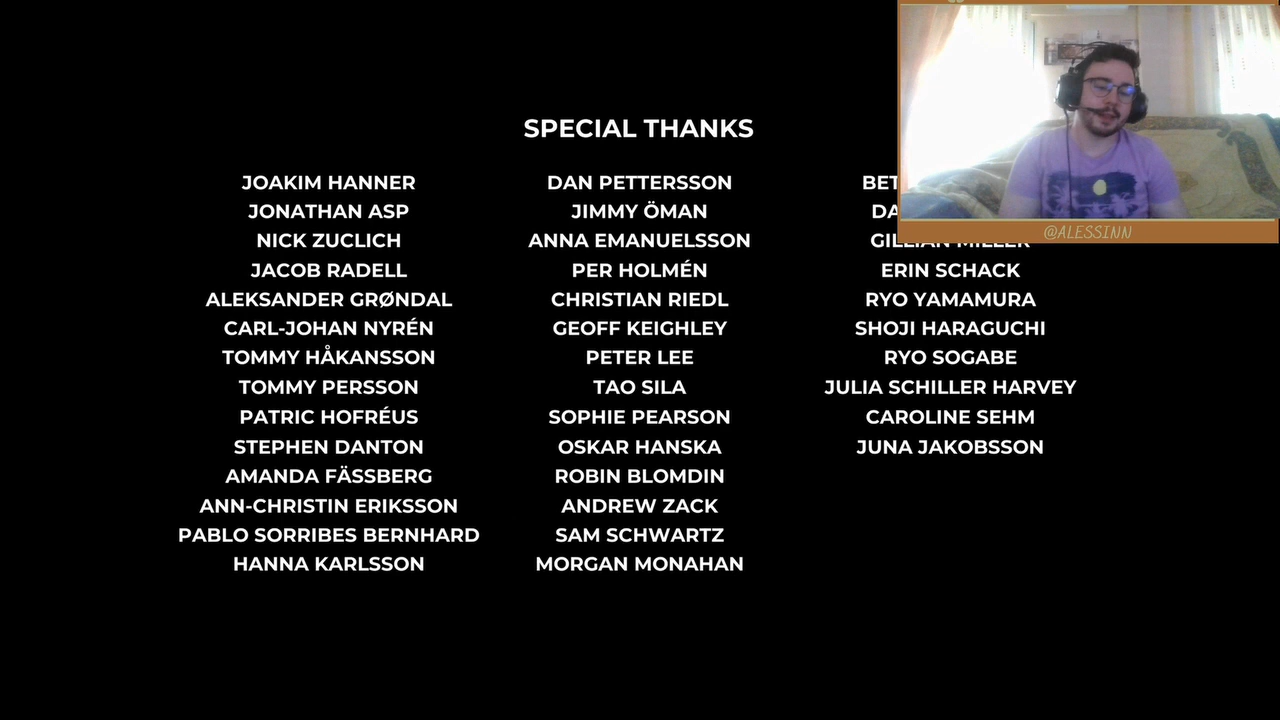 SPECIAL THANKS
JOAKIM HANNER
JONATHAN ASP
NICK ZUCLICH
JACOB RADELL
ALEKSANDER GRØNDAL
CARL-JOHAN NYRÉN
TOMMY HÅKANSSON
TOMMY PERSSON
PATRIC HOFRÉUS
STEPHEN DANTON
AMANDA FÄSSBERG
ANN-CHRISTIN ERIKSSON
PABLO SORRIBES BERNHARD
HANNA KARLSSON
DAN PETTERSSON
JIMMY ÖMAN
ANNA EMANUELSSON
PER HOLMÉN
CHRISTIAN RIEDL
GEOFF KEIGHLEY
PETER LEE
TAO SILA
SOPHIE PEARSON
OSKAR HANSKA
ROBIN BLOMDIN
ANDREW ZACK
SAM SCHWARTZ
MORGAN MONAHAN
GILLIAN MILLER
ERIN SCHACK
RYO YAMAMURA
SHOJI HARAGUCHI
RYO SOGABE
JULIA SCHILLER HARVEY
CAROLINE SEHM
JUNA JAKOBSSON
@ALESSINN